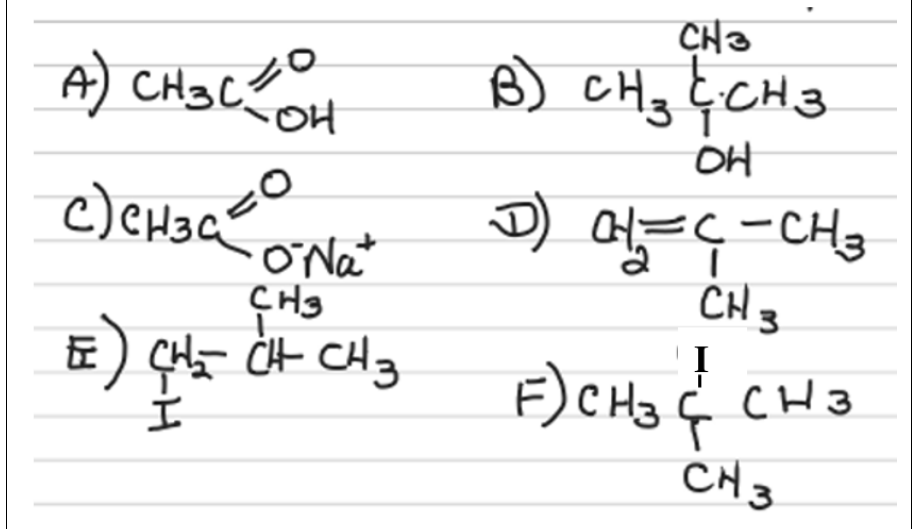 CH3
A) CH3C=O B) CH3 C·CH3
OH OH
C) CH3C=O D) CH2=C-CH3
O⁻Na⁺ CH3
CH3 I
E) CH2-CH-CH3 F) CH3 C CH3
I CH3